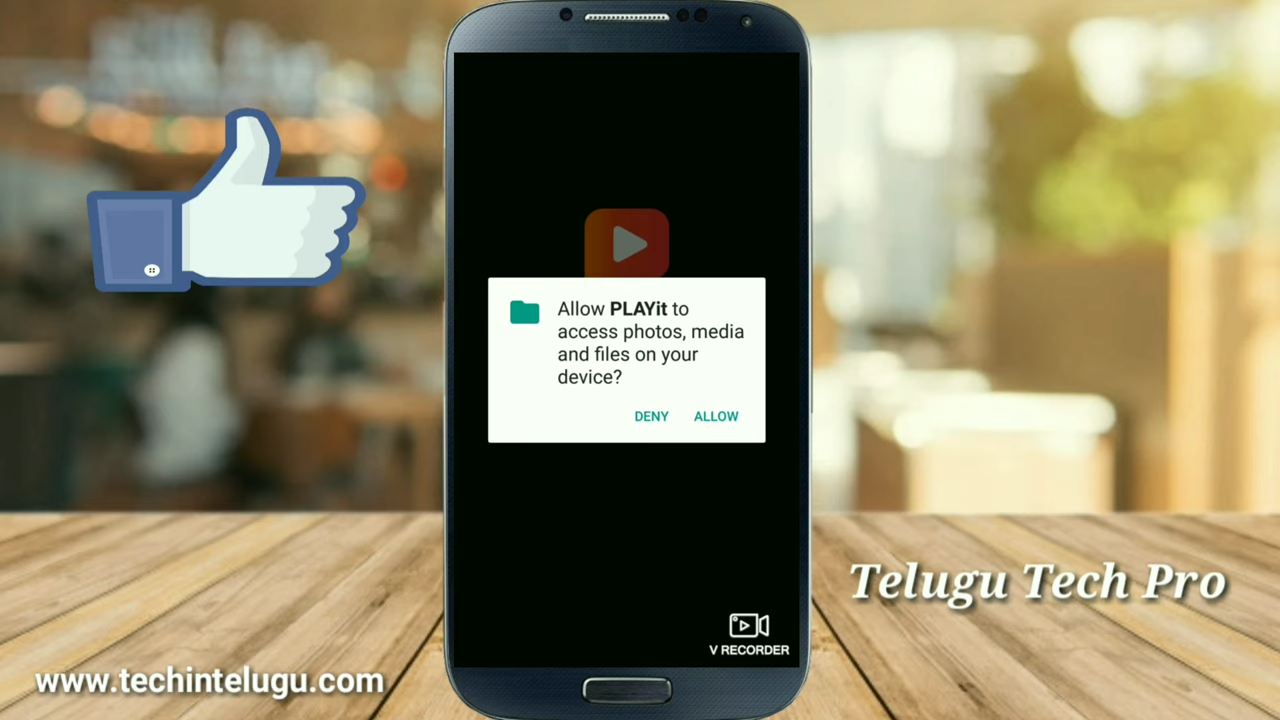 Allow PLAYit to
access photos, media
and files on your
device?
DENY ALLOW
Telugu Tech Pro
V RECORDER
www.techintelugu.com